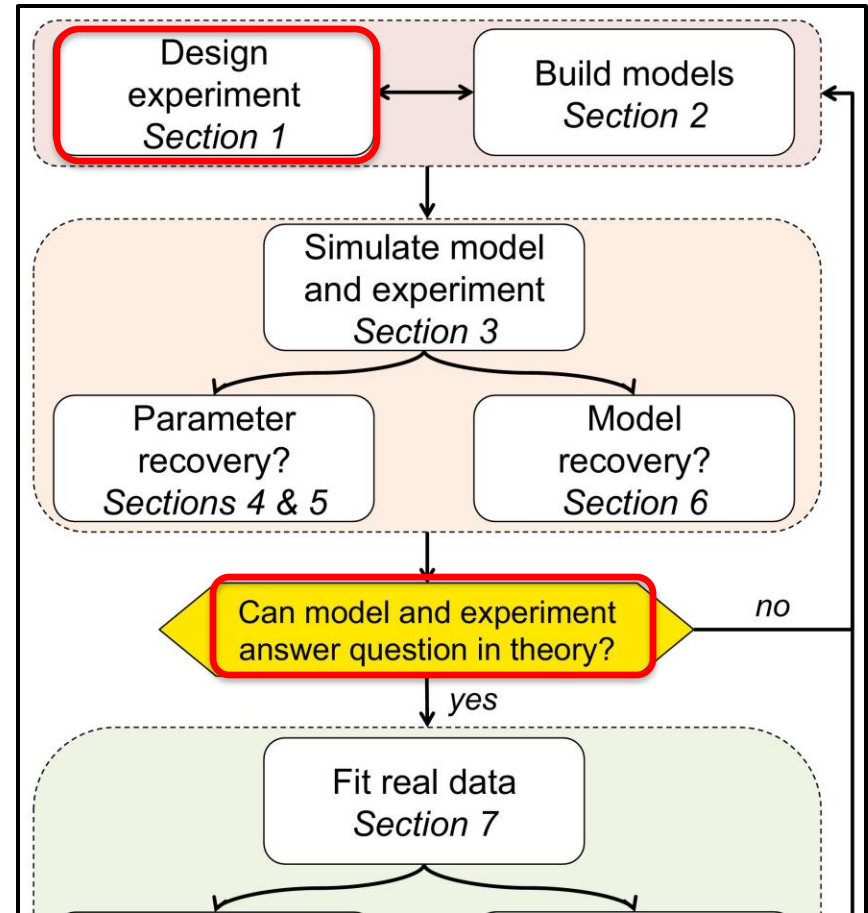 Design
experiment
Section 1
Build models
Section 2
Simulate model
and experiment
Section 3
Parameter
recovery?
Sections 4 & 5
Model
recovery?
Section 6
Can model and experiment
answer question in theory?
no
yes
Fit real data
Section 7